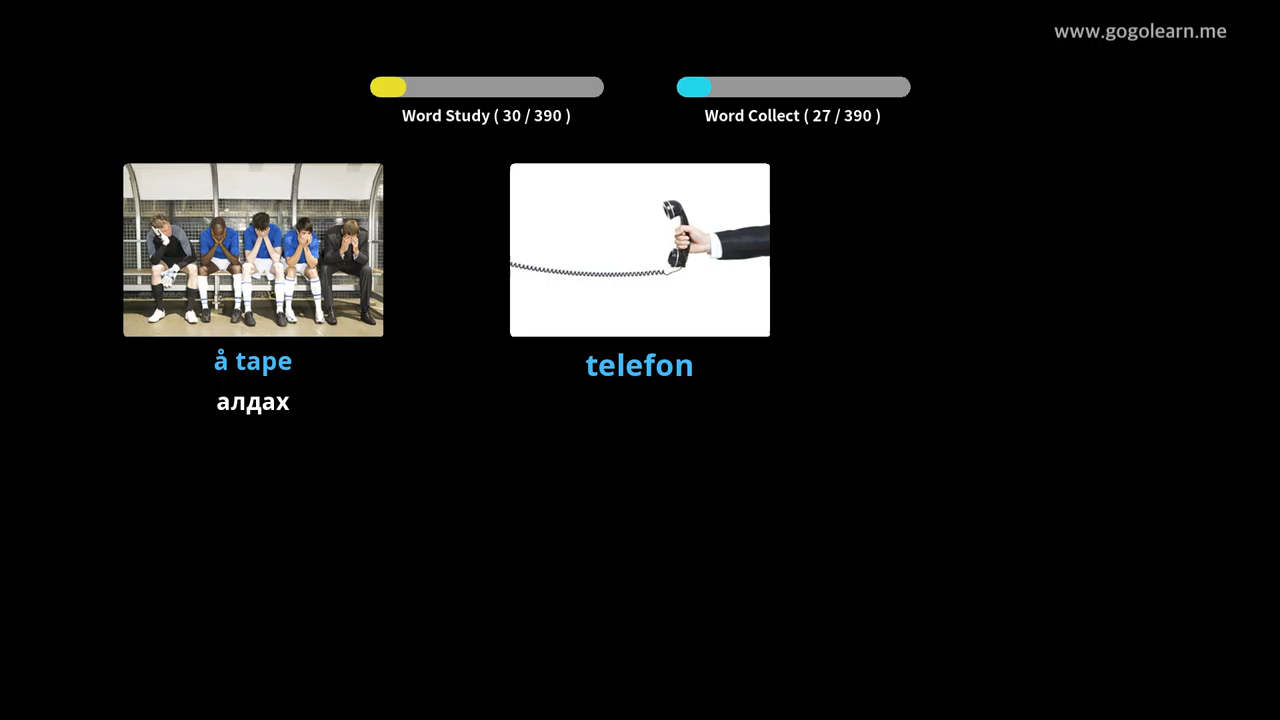 www.gogolearn.me
Word Study ( 30 / 390 )
Word Collect ( 27 / 390 )
å tape
алдах
telefon